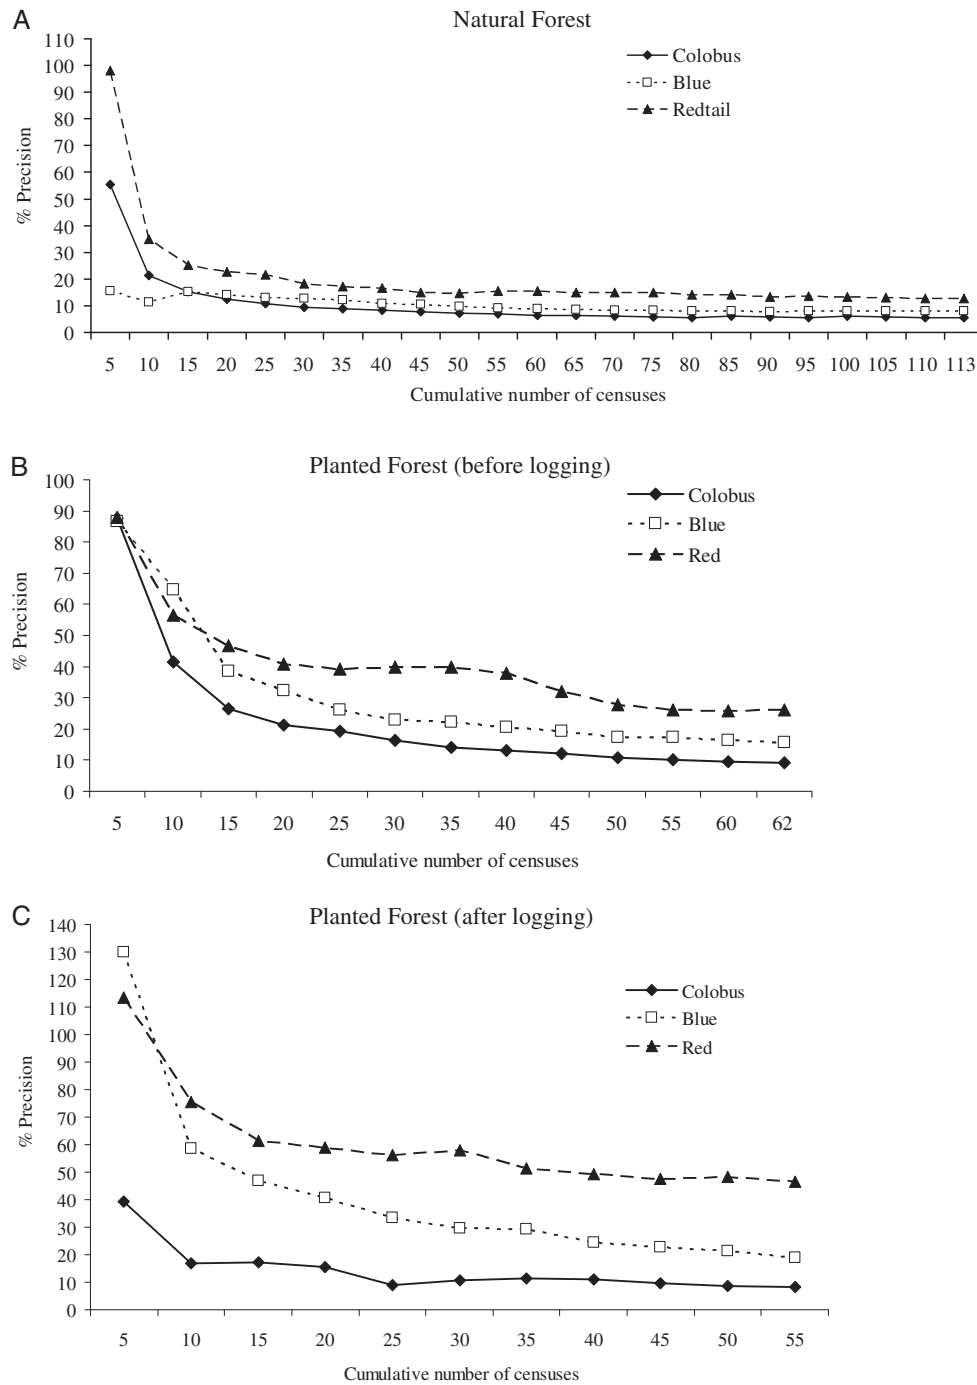 A
Natural Forest
110
100
90
80
70
60
50
40
30
20
10
0
% Precision
Colobus
Blue
Redtail
5 10 15 20 25 30 35 40 45 50 55 60 65 70 75 80 85 90 95 100 105 110 113
Cumulative number of censuses
B
Planted Forest (before logging)
100
90
80
70
60
50
40
30
20
10
0
% Precision
Colobus
Blue
Red
5 10 15 20 25 30 35 40 45 50 55 60 62
Cumulative number of censuses
C
Planted Forest (after logging)
140
130
120
110
100
90
80
70
60
50
40
30
20
10
0
% Precision
Colobus
Blue
Red
5 10 15 20 25 30 35 40 45 50 55
Cumulative number of censuses